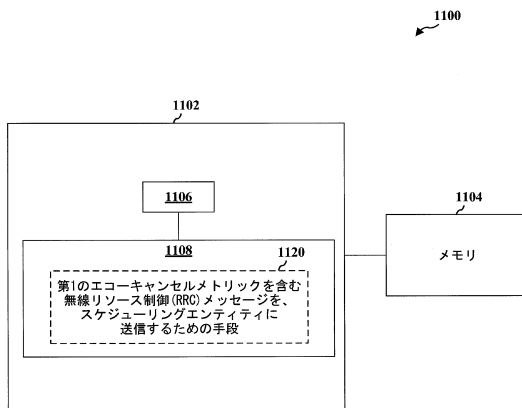 1100
1102
1106
1104
1108
1120
メモリ
第1のエコーキャンセルメトリックを含む
無線リソース制御(RRC)メッセージを、
スケジューリングエンティティに
送信するための手段